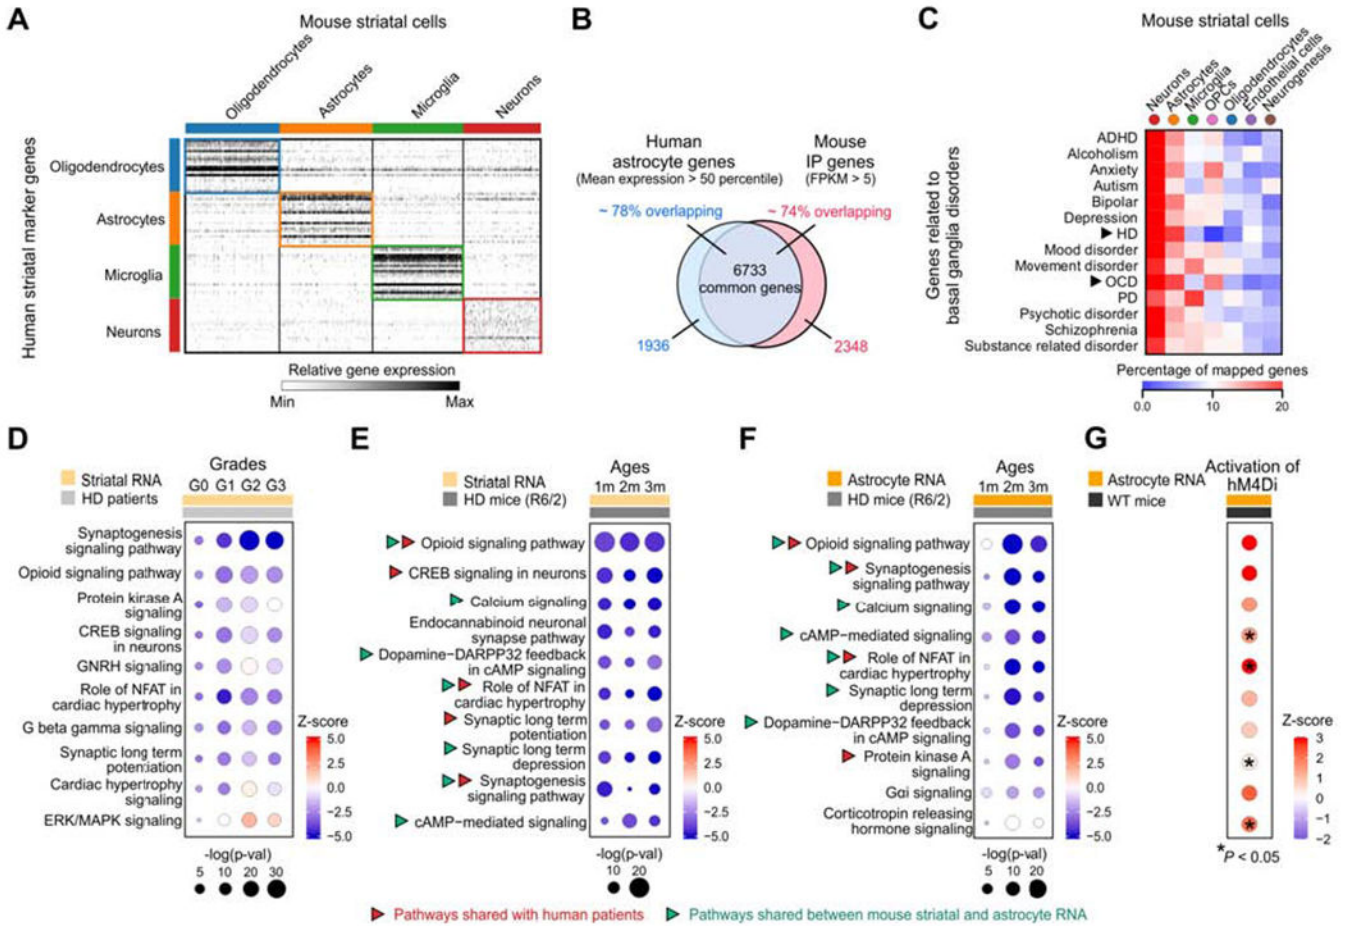 A
Mouse striatal cells
Oligodendrocytes
Astrocytes
Microglia
Neurons
Human striatal marker genes
Oligodendrocytes
Astrocytes
Microglia
Neurons
Relative gene expression
Min
Max
B
Human
astrocyte genes
(Mean expression > 50 percentile)
Mouse
IP genes
(FPKM > 5)
~ 78% overlapping
~ 74% overlapping
6733
common genes
1936
2348
C
Mouse striatal cells
Neurons
Astrocytes
Microglia
OPCs
Oligodendrocytes
Endothelial cells
Neurogenesis
Genes related to
basal ganglia disorders
ADHD
Alcoholism
Anxiety
Autism
Bipolar
Depression
HD
Mood disorder
Movement disorder
OCD
PD
Psychotic disorder
Schizophrenia
Substance related disorder
Percentage of mapped genes
0.0 10 20
D
Striatal RNA
HD patients
Grades
G0 G1 G2 G3
Synaptogenesis
signaling pathway
Opioid signaling pathway
Protein kinase A
signaling
CREB signaling
in neurons
GNRH signaling
Role of NFAT in
cardiac hypertrophy
G beta gamma signaling
Synaptic long term
potentiation
Cardiac hypertrophy
signaling
ERK/MAPK signaling
Z-score
5.0
2.5
0.0
−2.5
−5.0
-log(p-val)
5 10 20 30
E
Striatal RNA
HD mice (R6/2)
Ages
1m 2m 3m
Opioid signaling pathway
CREB signaling in neurons
Calcium signaling
Endocannabinoid neuronal
synapse pathway
Dopamine−DARPP32 feedback
in cAMP signaling
Role of NFAT in
cardiac hypertrophy
Synaptic long term
potentiation
Synaptic long term
depression
Synaptogenesis
signaling pathway
cAMP−mediated signaling
Z-score
5.0
2.5
0.0
−2.5
−5.0
-log(p-val)
10 20
F
Astrocyte RNA
HD mice (R6/2)
Ages
1m 2m 3m
Opioid signaling pathway
Synaptogenesis
signaling pathway
Calcium signaling
cAMP−mediated signaling
Role of NFAT in
cardiac hypertrophy
Synaptic long term
depression
Dopamine−DARPP32 feedback
in cAMP signaling
Protein kinase A
signaling
Gαi signaling
Corticotropin releasing
hormone signaling
Z-score
5.0
2.5
0.0
−2.5
−5.0
-log(p-val)
5 10 20
G
Astrocyte RNA
WT mice
Activation of
hM4Di
*
*
*
*
Z-score
3
2
1
0
−1
−2
*P < 0.05
Pathways shared with human patients
Pathways shared between mouse striatal and astrocyte RNA